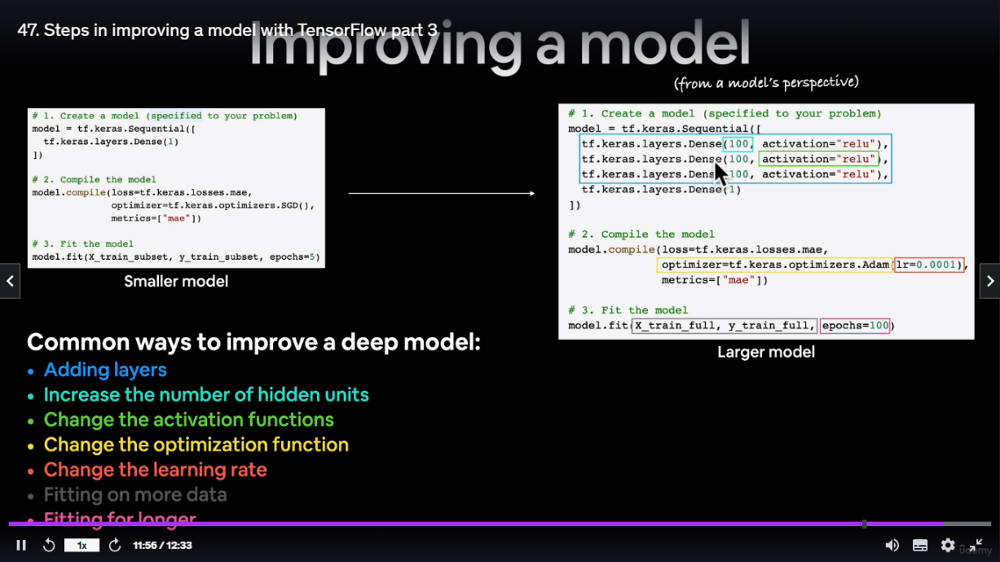 47. Steps in improving a model with TensorFlow part 3
Improving a model
(from a model's perspective)
# 1. Create a model (specified to your problem)
model = tf.keras.Sequential([
  tf.keras.layers.Dense(1)
])
# 2. Compile the model
model.compile(loss=tf.keras.losses.mae,
              optimizer=tf.keras.optimizers.SGD(),
              metrics=["mae"])
# 3. Fit the model
model.fit(X_train_subset, y_train_subset, epochs=5)
Smaller model
# 1. Create a model (specified to your problem)
model = tf.keras.Sequential([
  tf.keras.layers.Dense(100, activation="relu"),
  tf.keras.layers.Dense(100, activation="relu"),
  tf.keras.layers.Dense(100, activation="relu"),
  tf.keras.layers.Dense(1)
])
# 2. Compile the model
model.compile(loss=tf.keras.losses.mae,
              optimizer=tf.keras.optimizers.Adam(lr=0.0001),
              metrics=["mae"])
# 3. Fit the model
model.fit(X_train_full, y_train_full, epochs=100)
Larger model
Common ways to improve a deep model:
• Adding layers
• Increase the number of hidden units
• Change the activation functions
• Change the optimization function
• Change the learning rate
• Fitting on more data
• Fitting for longer
1x
11:56 / 12:33
udemy